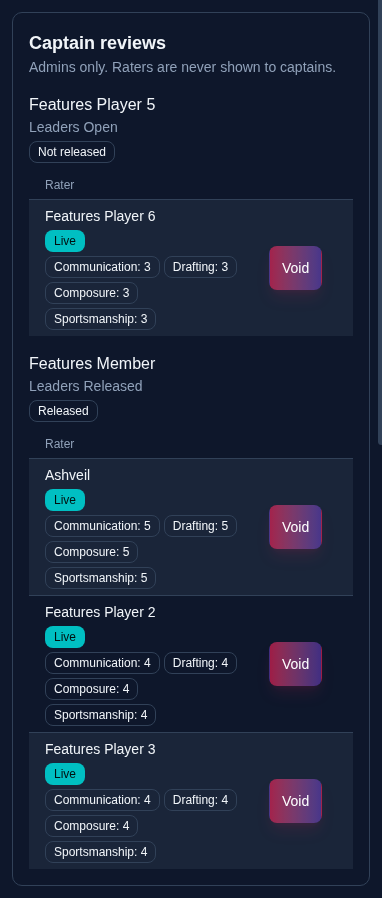 Captain reviews
Admins only. Raters are never shown to captains.
Features Player 5
Leaders Open
Not released
Rater
Features Player 6
Live
Communication: 3 Drafting: 3
Composure: 3
Sportsmanship: 3
Void
Features Member
Leaders Released
Released
Rater
Ashveil
Live
Communication: 5 Drafting: 5
Composure: 5
Sportsmanship: 5
Void
Features Player 2
Live
Communication: 4 Drafting: 4
Composure: 4
Sportsmanship: 4
Void
Features Player 3
Live
Communication: 4 Drafting: 4
Composure: 4
Sportsmanship: 4
Void